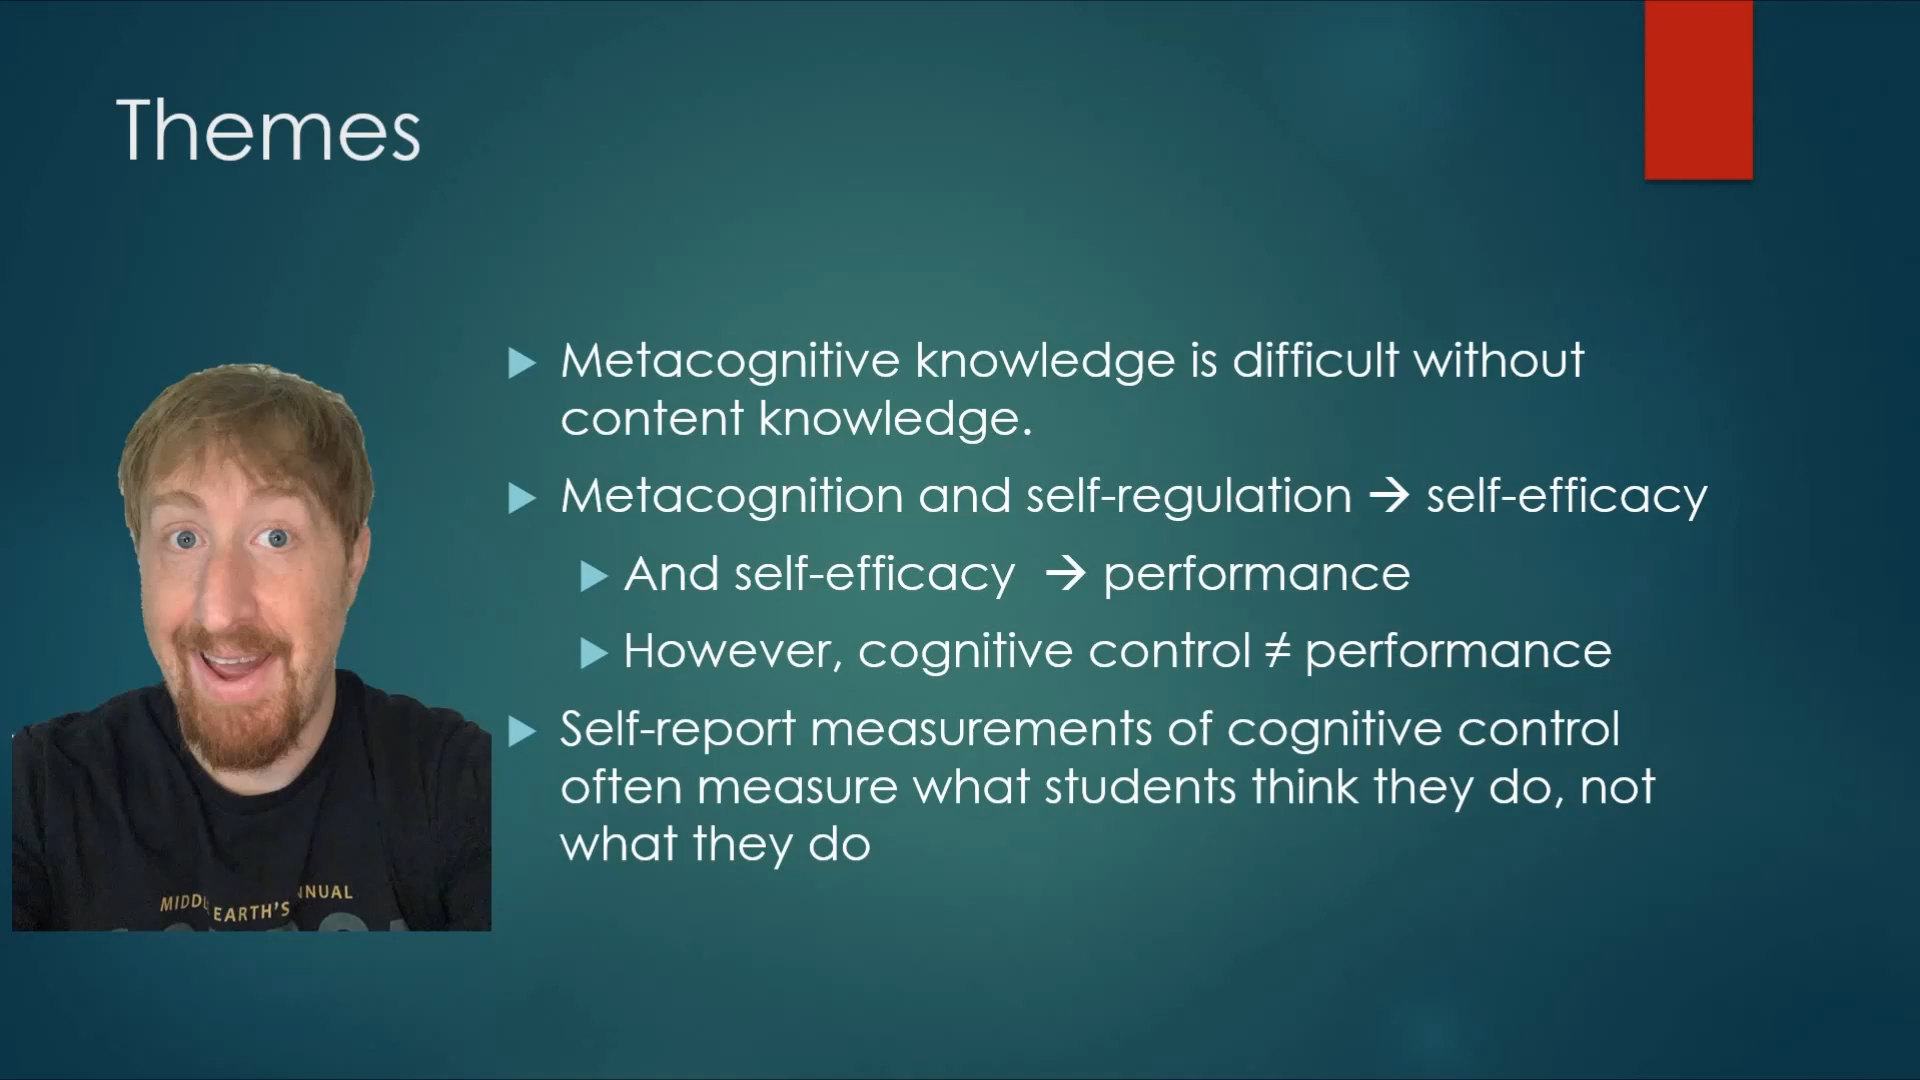 Themes
Metacognitive knowledge is difficult without
content knowledge.
Metacognition and self-regulation → self-efficacy
And self-efficacy → performance
However, cognitive control ≠ performance
Self-report measurements of cognitive control
often measure what students think they do, not
what they do
EARTH'S